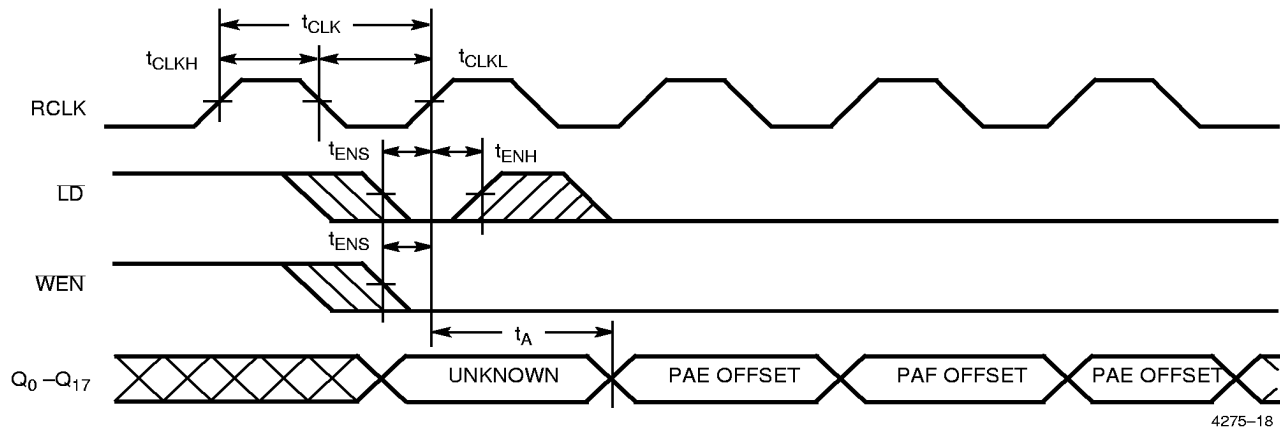 tCLK
tCLKH
tCLKL
RCLK
tENS
tENH
LD
tENS
WEN
tA
Q0 –Q17
UNKNOWN
PAE OFFSET
PAF OFFSET
PAE OFFSET
4275–18